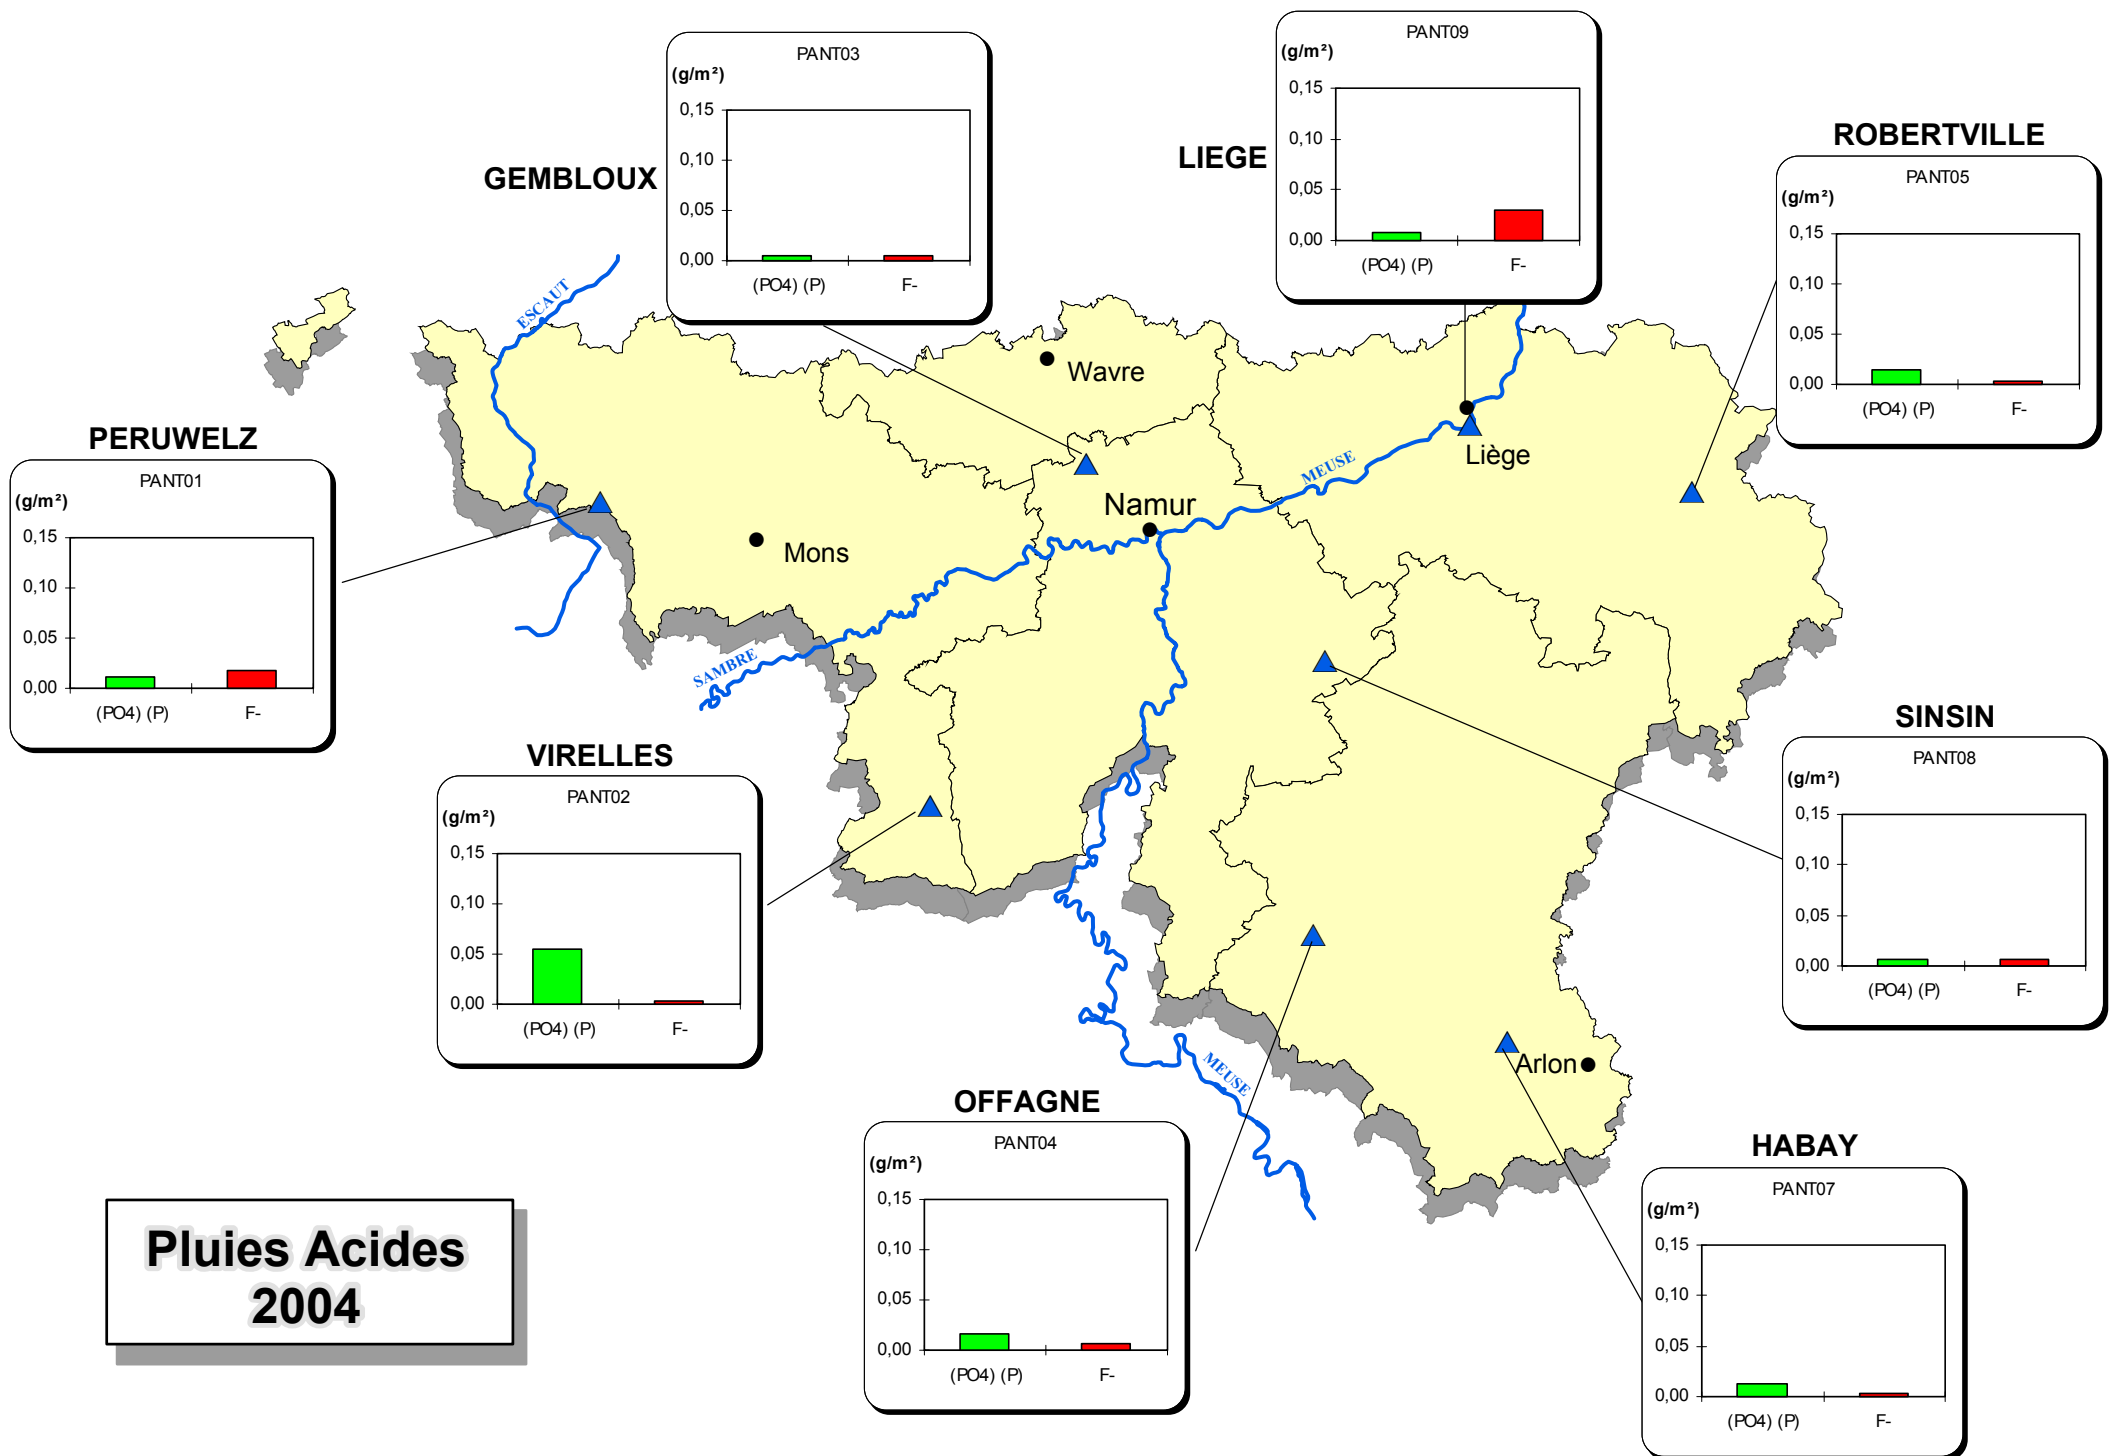 PANT03
(g/m²)
0,15
0,10
0,05
0,00
(PO4) (P)
F-
GEMBLOUX
PANT09
(g/m²)
0,15
0,10
0,05
0,00
(PO4) (P)
F-
LIEGE
ROBERTVILLE
PANT05
(g/m²)
0,15
0,10
0,05
0,00
(PO4) (P)
F-
ESCAUT
Wavre
Liège
MEUSE
Namur
Mons
SAMBRE
PERUWELZ
PANT01
(g/m²)
0,15
0,10
0,05
0,00
(PO4) (P)
F-
VIRELLES
PANT02
(g/m²)
0,15
0,10
0,05
0,00
(PO4) (P)
F-
SINSIN
PANT08
(g/m²)
0,15
0,10
0,05
0,00
(PO4) (P)
F-
MEUSE
Arlon
OFFAGNE
PANT04
(g/m²)
0,15
0,10
0,05
0,00
(PO4) (P)
F-
HABAY
PANT07
(g/m²)
0,15
0,10
0,05
0,00
(PO4) (P)
F-
Pluies Acides
2004